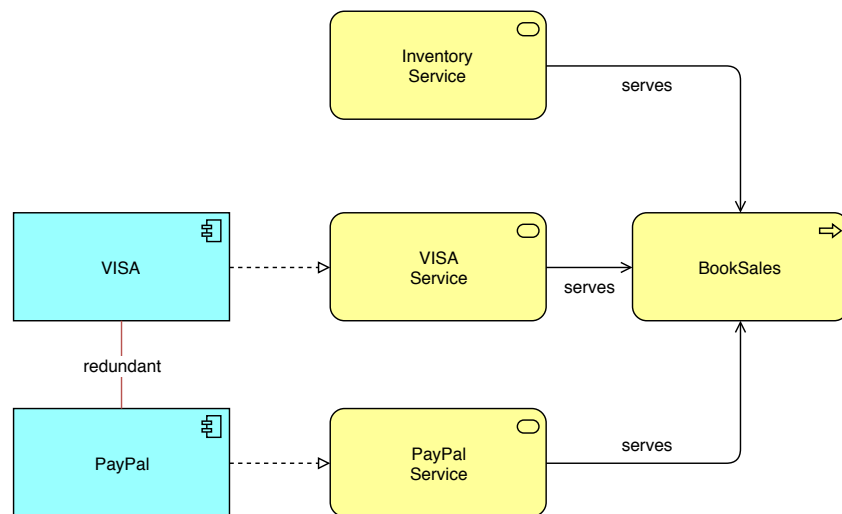 Inventory
Service
serves
VISA
VISA
Service
serves
BookSales
redundant
PayPal
PayPal
Service
serves